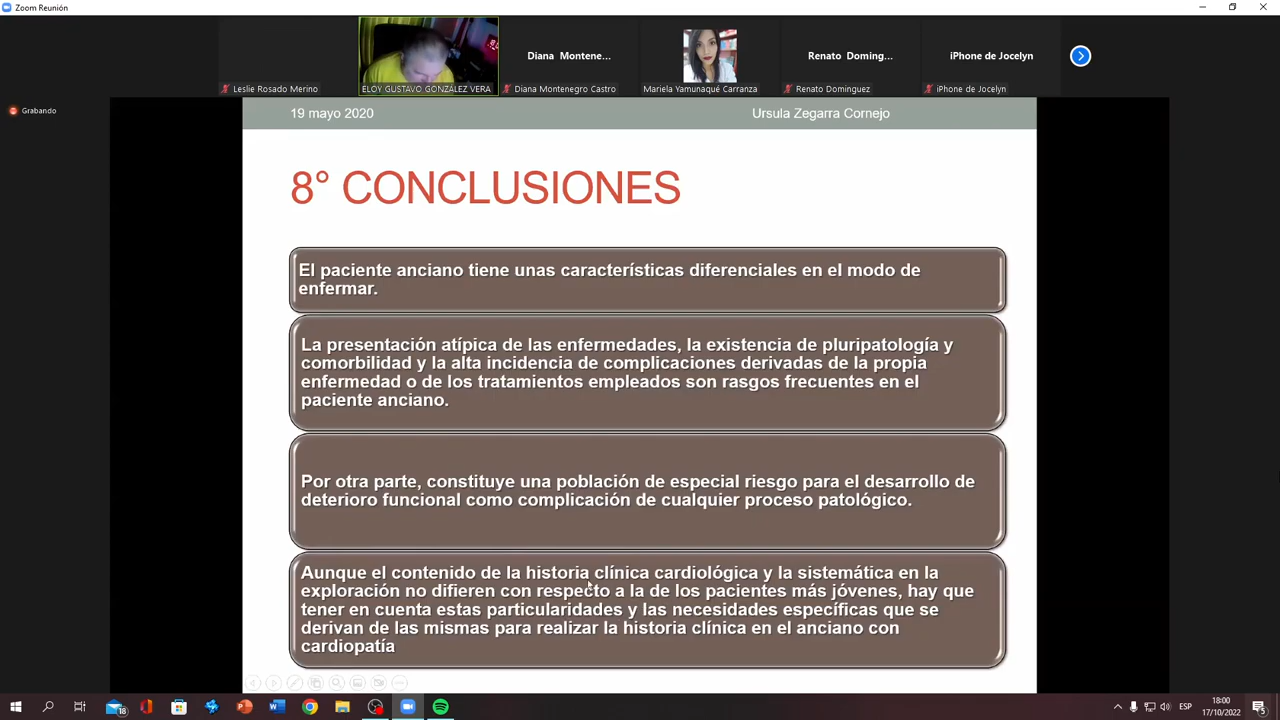 Zoom Reunión
Diana Montene...
Renato Doming...
iPhone de Jocelyn
Leslie Rosado Merino
ELOY GUSTAVO GONZALEZ VERA
Diana Montenegro Castro
Mariela Yamunaqué Carranza
Renato Dominguez
iPhone de Jocelyn
Grabando
19 mayo 2020
Ursula Zegarra Cornejo
8° CONCLUSIONES
El paciente anciano tiene unas características diferenciales en el modo de
enfermar.
La presentación atípica de las enfermedades, la existencia de pluripatología y
comorbilidad y la alta incidencia de complicaciones derivadas de la propia
enfermedad o de los tratamientos empleados son rasgos frecuentes en el
paciente anciano.
Por otra parte, constituye una población de especial riesgo para el desarrollo de
deterioro funcional como complicación de cualquier proceso patológico.
Aunque el contenido de la historia clínica cardiológica y la sistemática en la
exploración no difieren con respecto a la de los pacientes más jóvenes, hay que
tener en cuenta estas particularidades y las necesidades específicas que se
derivan de las mismas para realizar la historia clínica en el anciano con
cardiopatía
18
ESP
18:00
17/10/2022
5